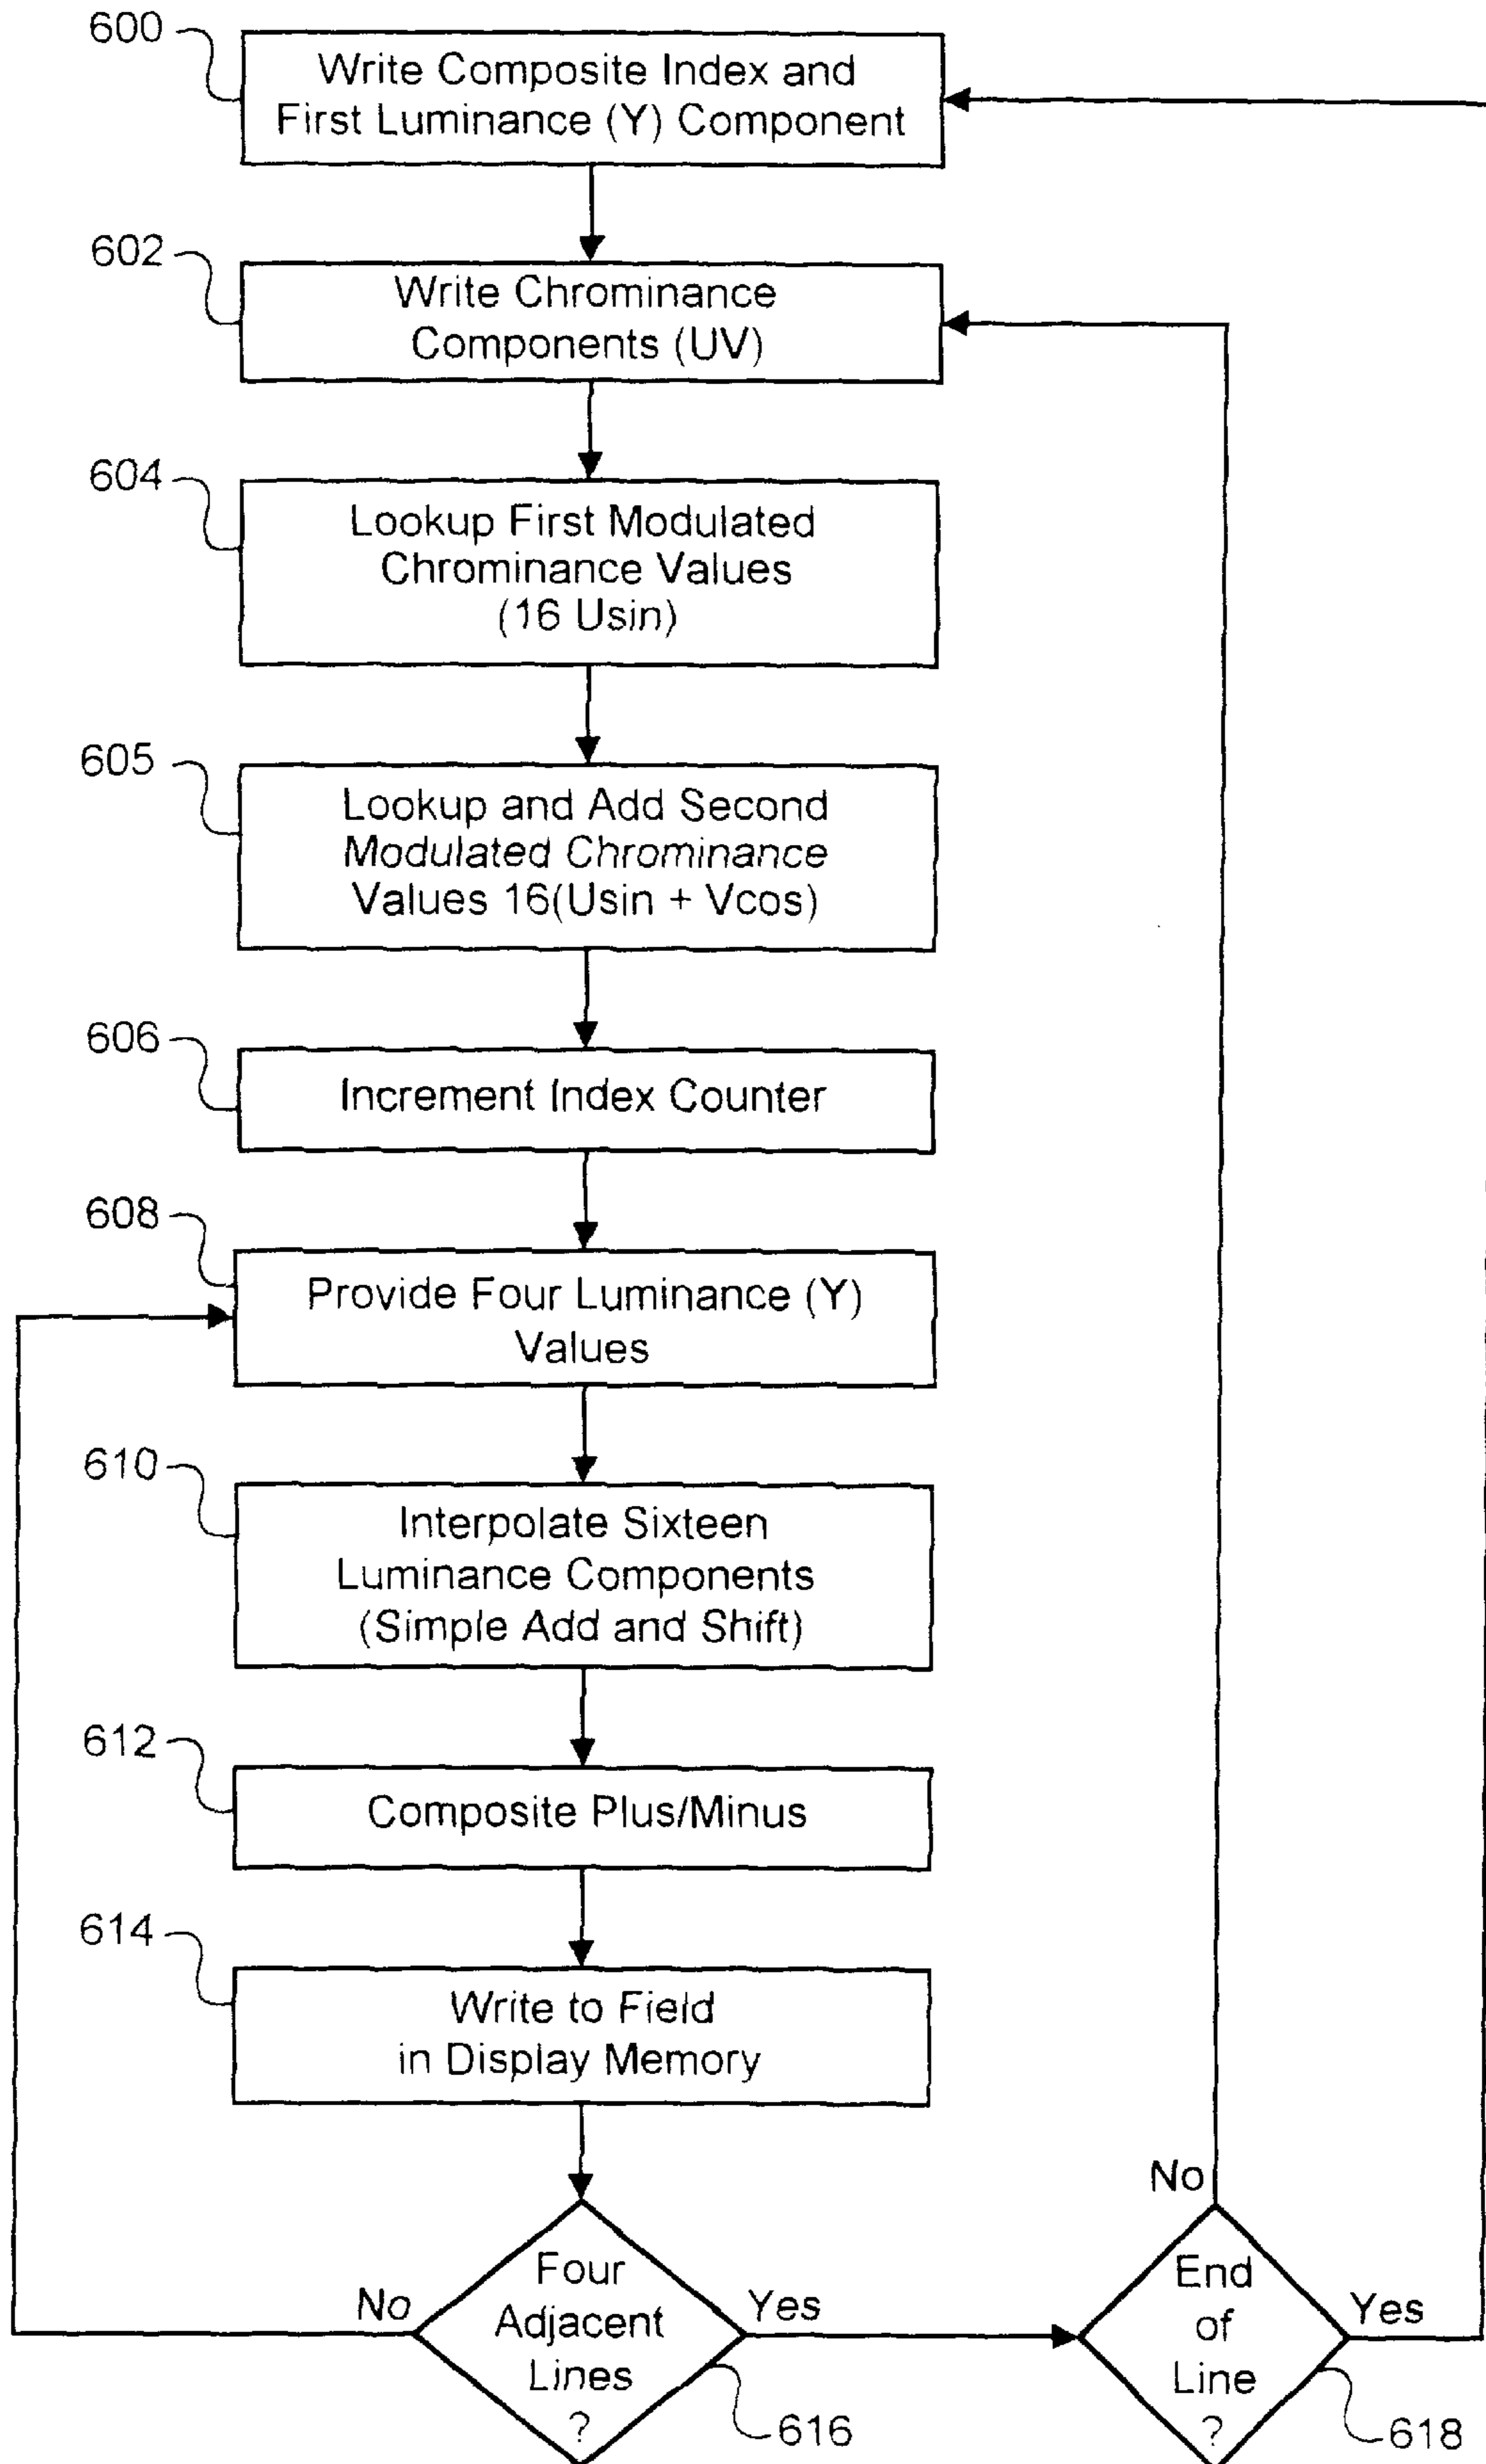 600
Write Composite Index and
First Luminance (Y) Component
602
Write Chrominance
Components (UV)
604
Lookup First Modulated
Chrominance Values
(16 Usin)
605
Lookup and Add Second
Modulated Chrominance
Values 16(Usin + Vcos)
606
Increment Index Counter
608
Provide Four Luminance (Y)
Values
610
Interpolate Sixteen
Luminance Components
(Simple Add and Shift)
612
Composite Plus/Minus
614
Write to Field
in Display Memory
No
Four
Adjacent
Lines
?
Yes
616
No
End
of
Line
?
Yes
618